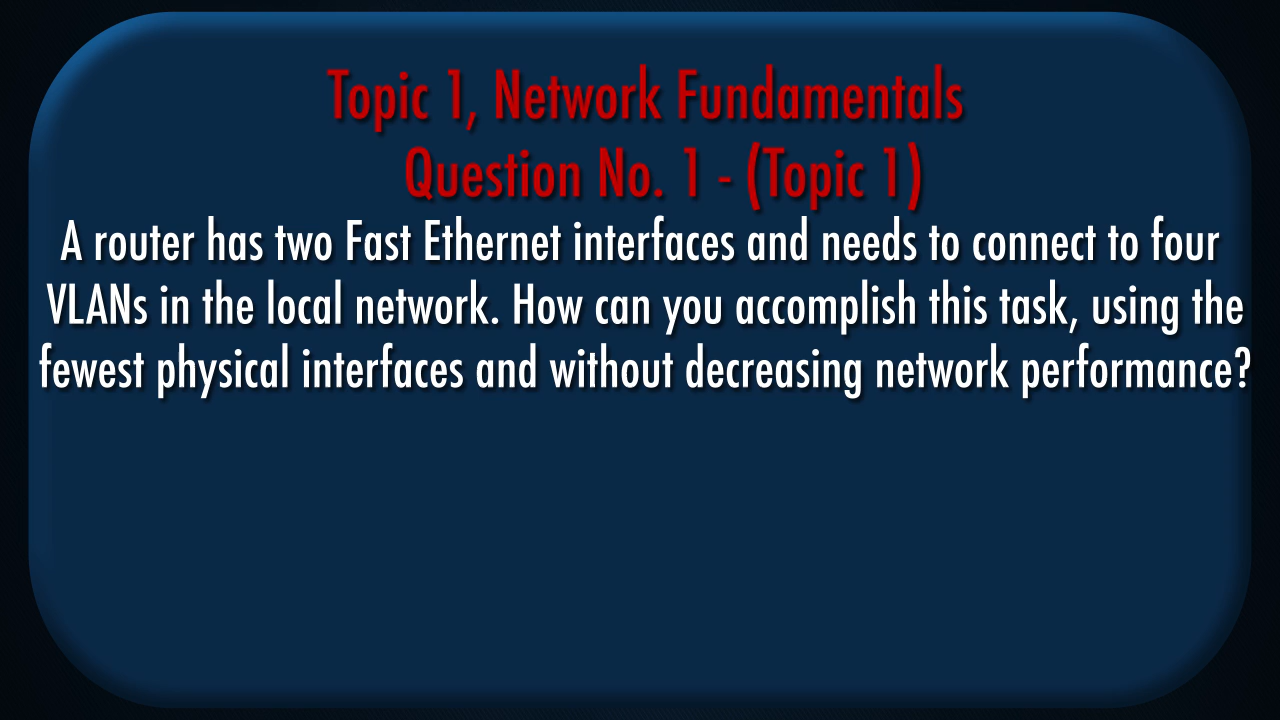 Topic 1, Network Fundamentals
Question No. 1 - (Topic 1)
A router has two Fast Ethernet interfaces and needs to connect to four
VLANs in the local network. How can you accomplish this task, using the
fewest physical interfaces and without decreasing network performance?